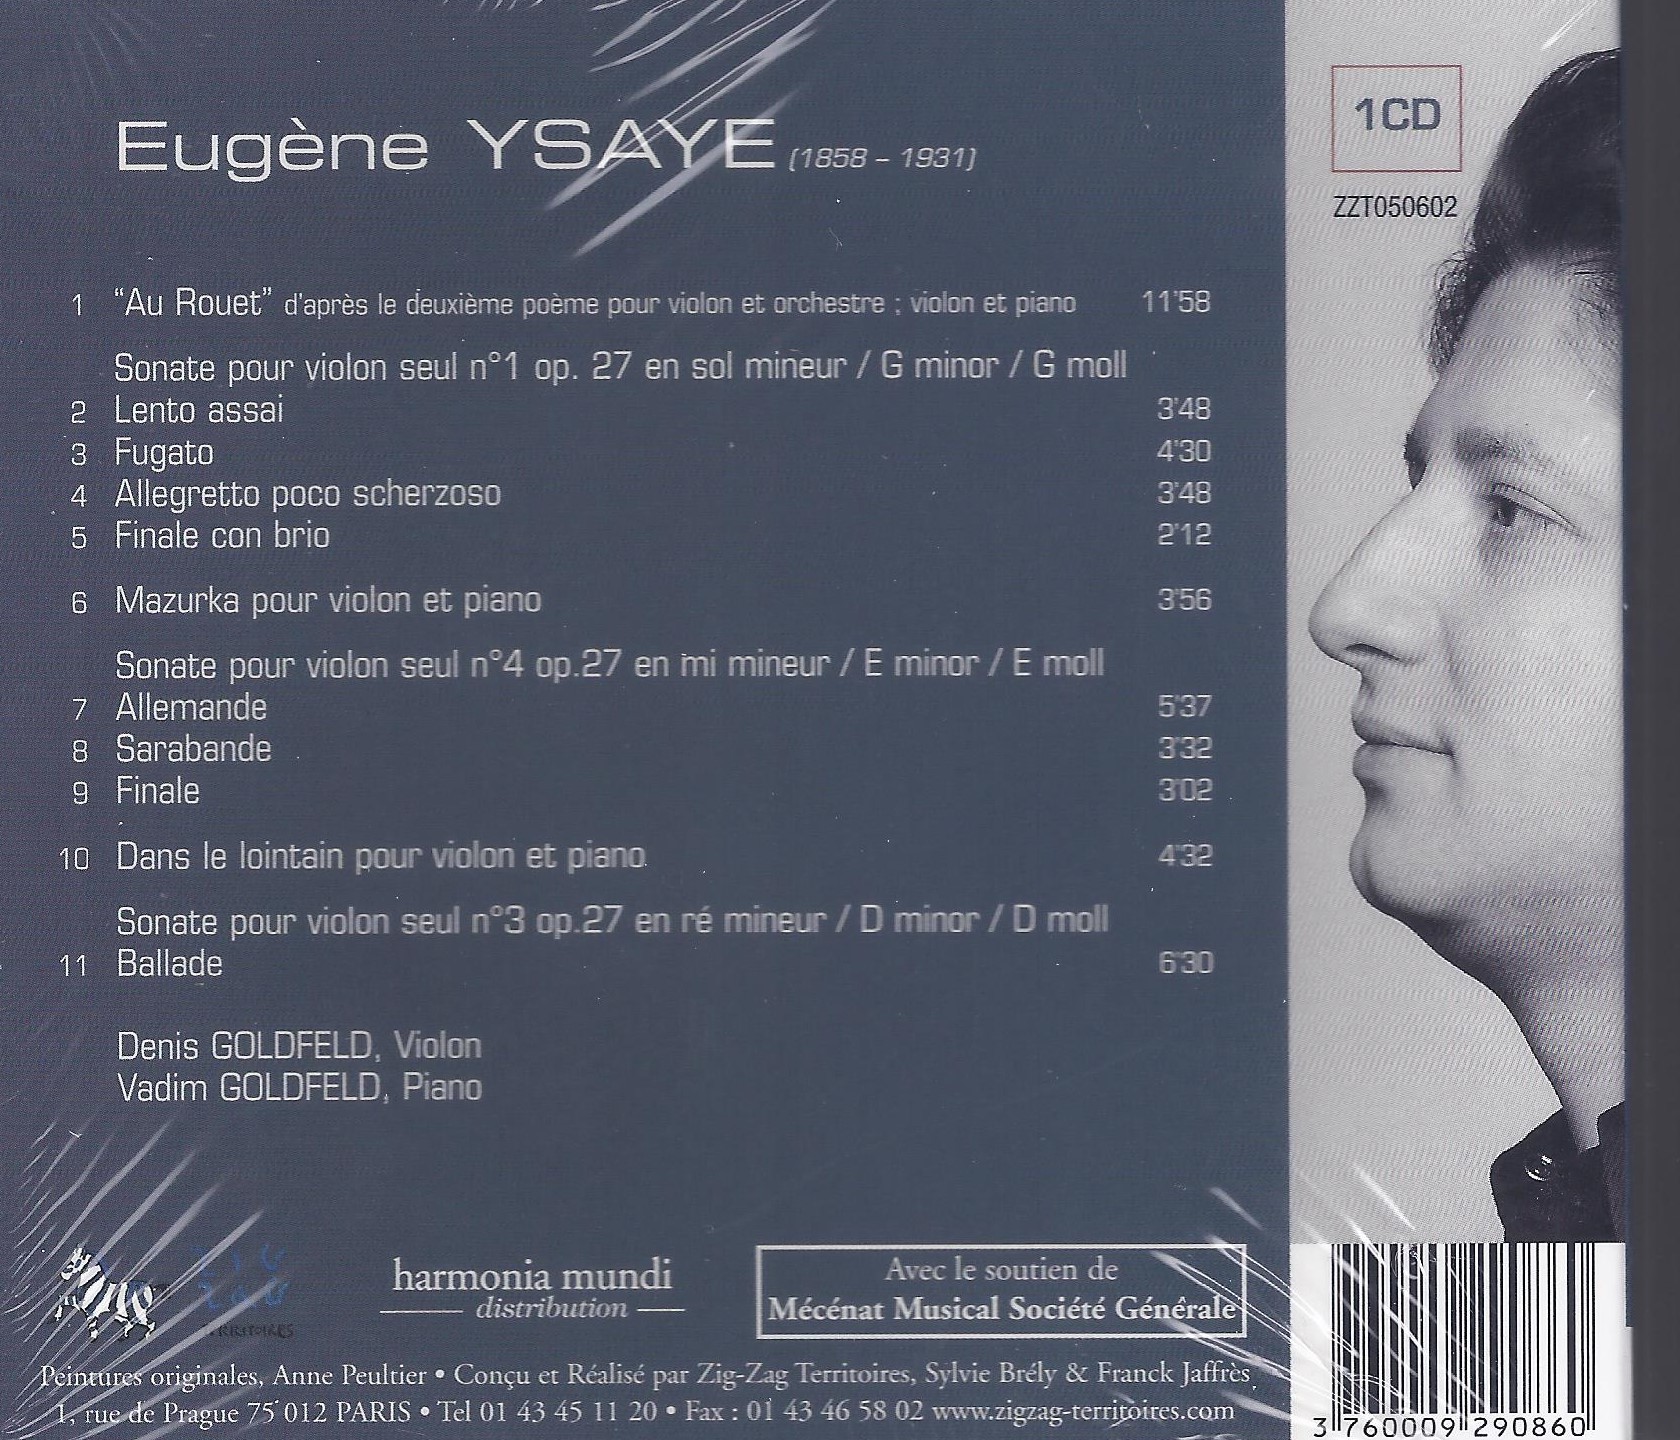 Eugène YSAYE (1858 – 1931)
1CD
ZZT050602
1 "Au Rouet" d'après le deuxième poème pour violon et orchestre ; violon et piano 11'58
Sonate pour violon seul n°1 op. 27 en sol mineur / G minor / G moll
2 Lento assai 3'48
3 Fugato 4'30
4 Allegretto poco scherzoso 3'48
5 Finale con brio 2'12
6 Mazurka pour violon et piano 3'56
Sonate pour violon seul n°4 op.27 en mi mineur / E minor / E moll
7 Allemande 5'37
8 Sarabande 3'32
9 Finale 3'02
10 Dans le lointain pour violon et piano 4'32
Sonate pour violon seul n°3 op.27 en ré mineur / D minor / D moll
11 Ballade 6'30
Denis GOLDFELD, Violon
Vadim GOLDFELD, Piano
ZIG
ZAG
TERRITOIRES
harmonia mundi
distribution
Avec le soutien de
Mécénat Musical Société Générale
Peintures originales, Anne Peultier • Conçu et Réalisé par Zig-Zag Territoires, Sylvie Brély & Franck Jaffrès
1, rue de Prague 75 012 PARIS • Tel 01 43 45 11 20 • Fax : 01 43 46 58 02 www.zigzag-territoires.com
3 760009 290860